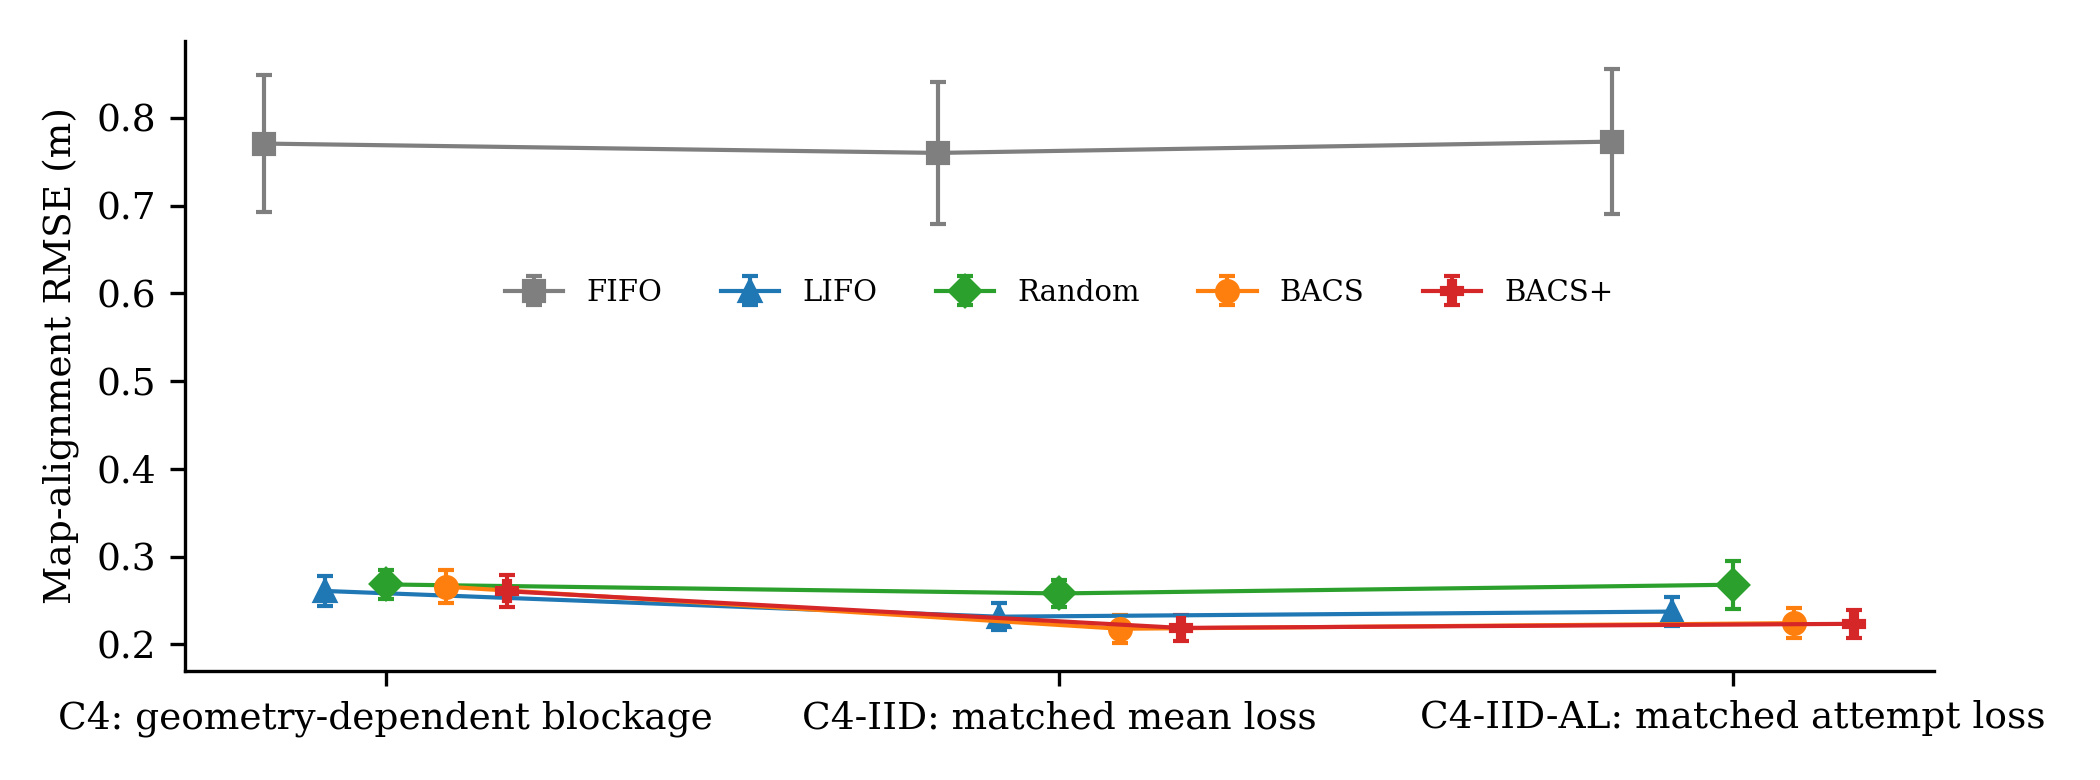 Map-alignment RMSE (m)
0.8
0.7
0.6
0.5
0.4
0.3
0.2
FIFO LIFO Random BACS BACS+
C4: geometry-dependent blockage C4-IID: matched mean loss C4-IID-AL: matched attempt loss